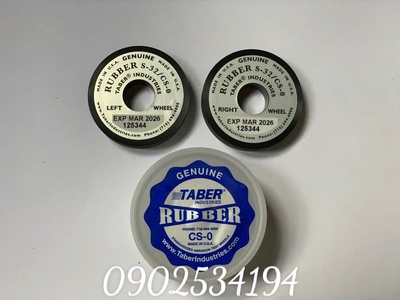 GENUINE
MADE IN U.S.A.
MADE IN U.S.A.
RUBBER S-32/CS-0
TABER® INDUSTRIES
LEFT WHEEL
EXP MAR 2026
125344
GENUINE
MADE IN U.S.A.
MADE IN U.S.A.
RUBBER S-32/CS-0
TABER® INDUSTRIES
RIGHT WHEEL
EXP MAR 2026
125344
GENUINE
TABER®
INDUSTRIES
RUBBER
CS-0
MADE IN U.S.A.
www.TaberIndustries.com
0902534194